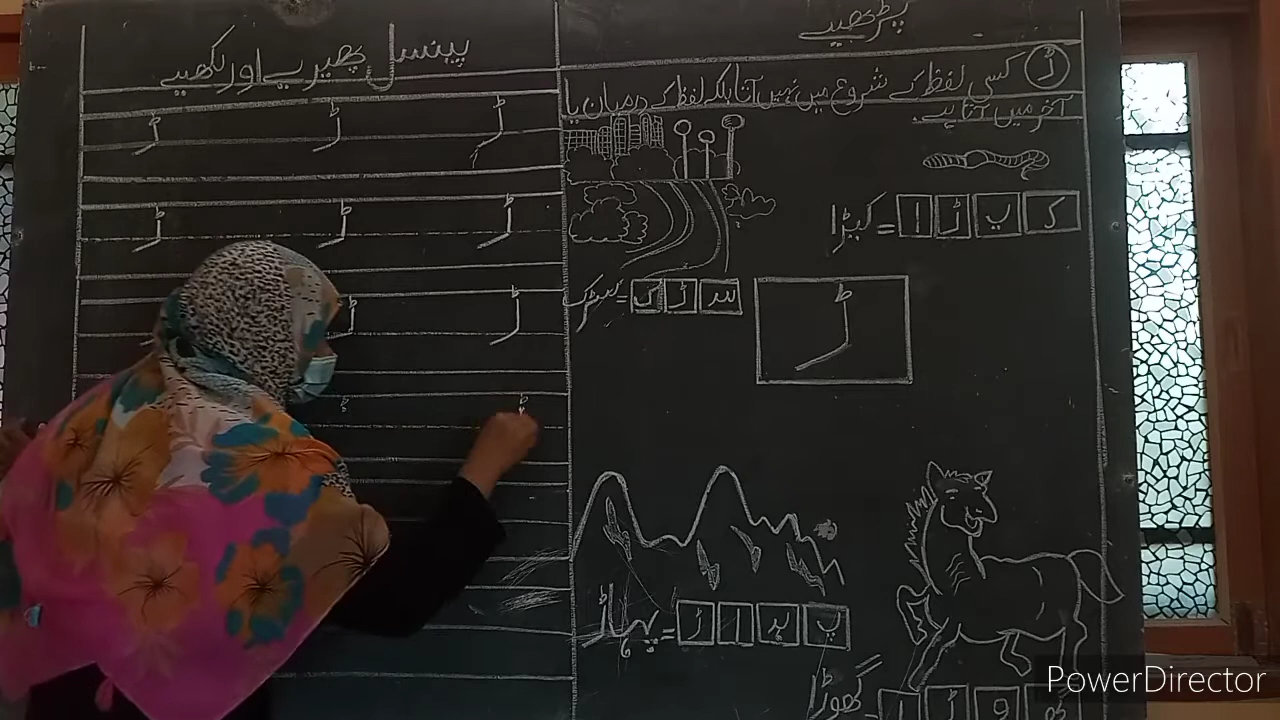 پڑھیے
ڑ کسی لفظ کے شروع میں نہیں آتا بلکہ لفظ کے درمیان یا
آخر میں آتا ہے۔
ک ی ڑ ا = کیڑا
س ڑ ک = سڑک
ڑ
پ ہ ا ڑ = پہاڑ
و ڑ ا = گھوڑا
پینسل پھیریے اور لکھیے
ڑ ڑ ڑ
ڑ ڑ ڑ
ڑ ڑ
PowerDirector